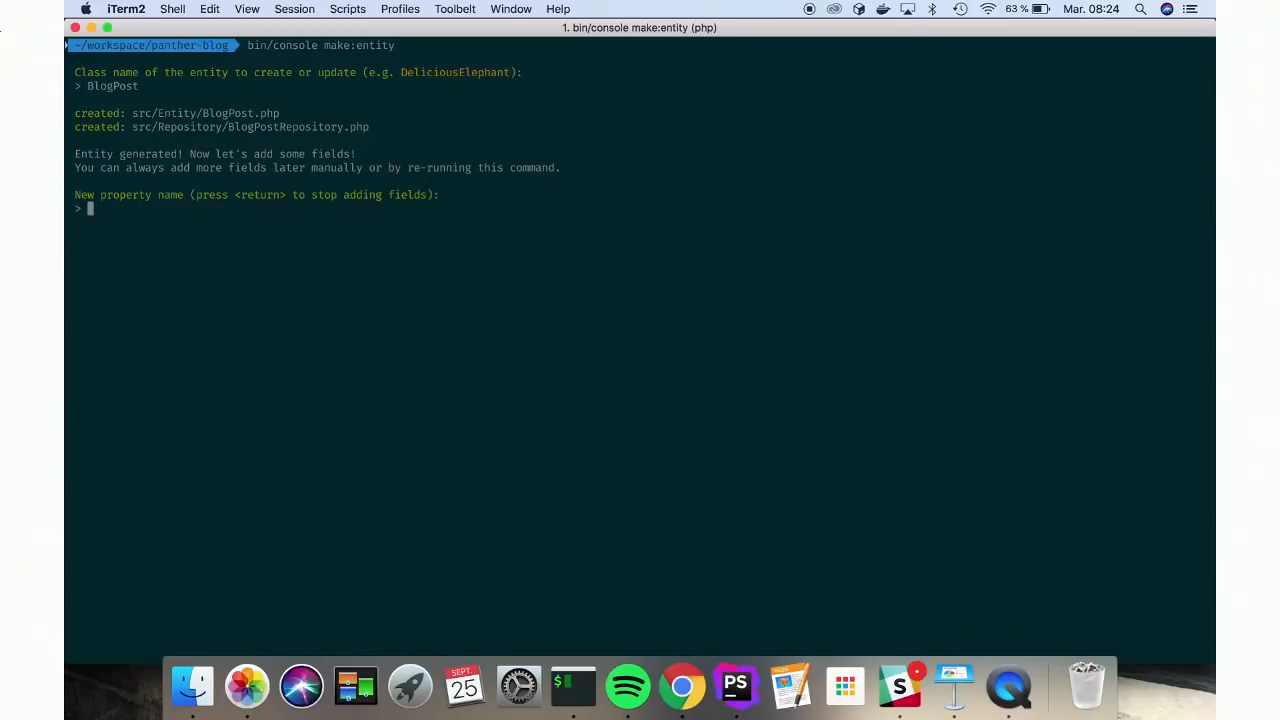 iTerm2 Shell Edit View Session Scripts Profiles Toolbelt Window Help 63 % Mar. 08:24
1. bin/console make:entity (php)
~/workspace/panther-blog bin/console make:entity
Class name of the entity to create or update (e.g. DeliciousElephant):
> BlogPost
created: src/Entity/BlogPost.php
created: src/Repository/BlogPostRepository.php
Entity generated! Now let's add some fields!
You can always add more fields later manually or by re-running this command.
New property name (press <return> to stop adding fields):
>
SEPT.
25
$
PS
S